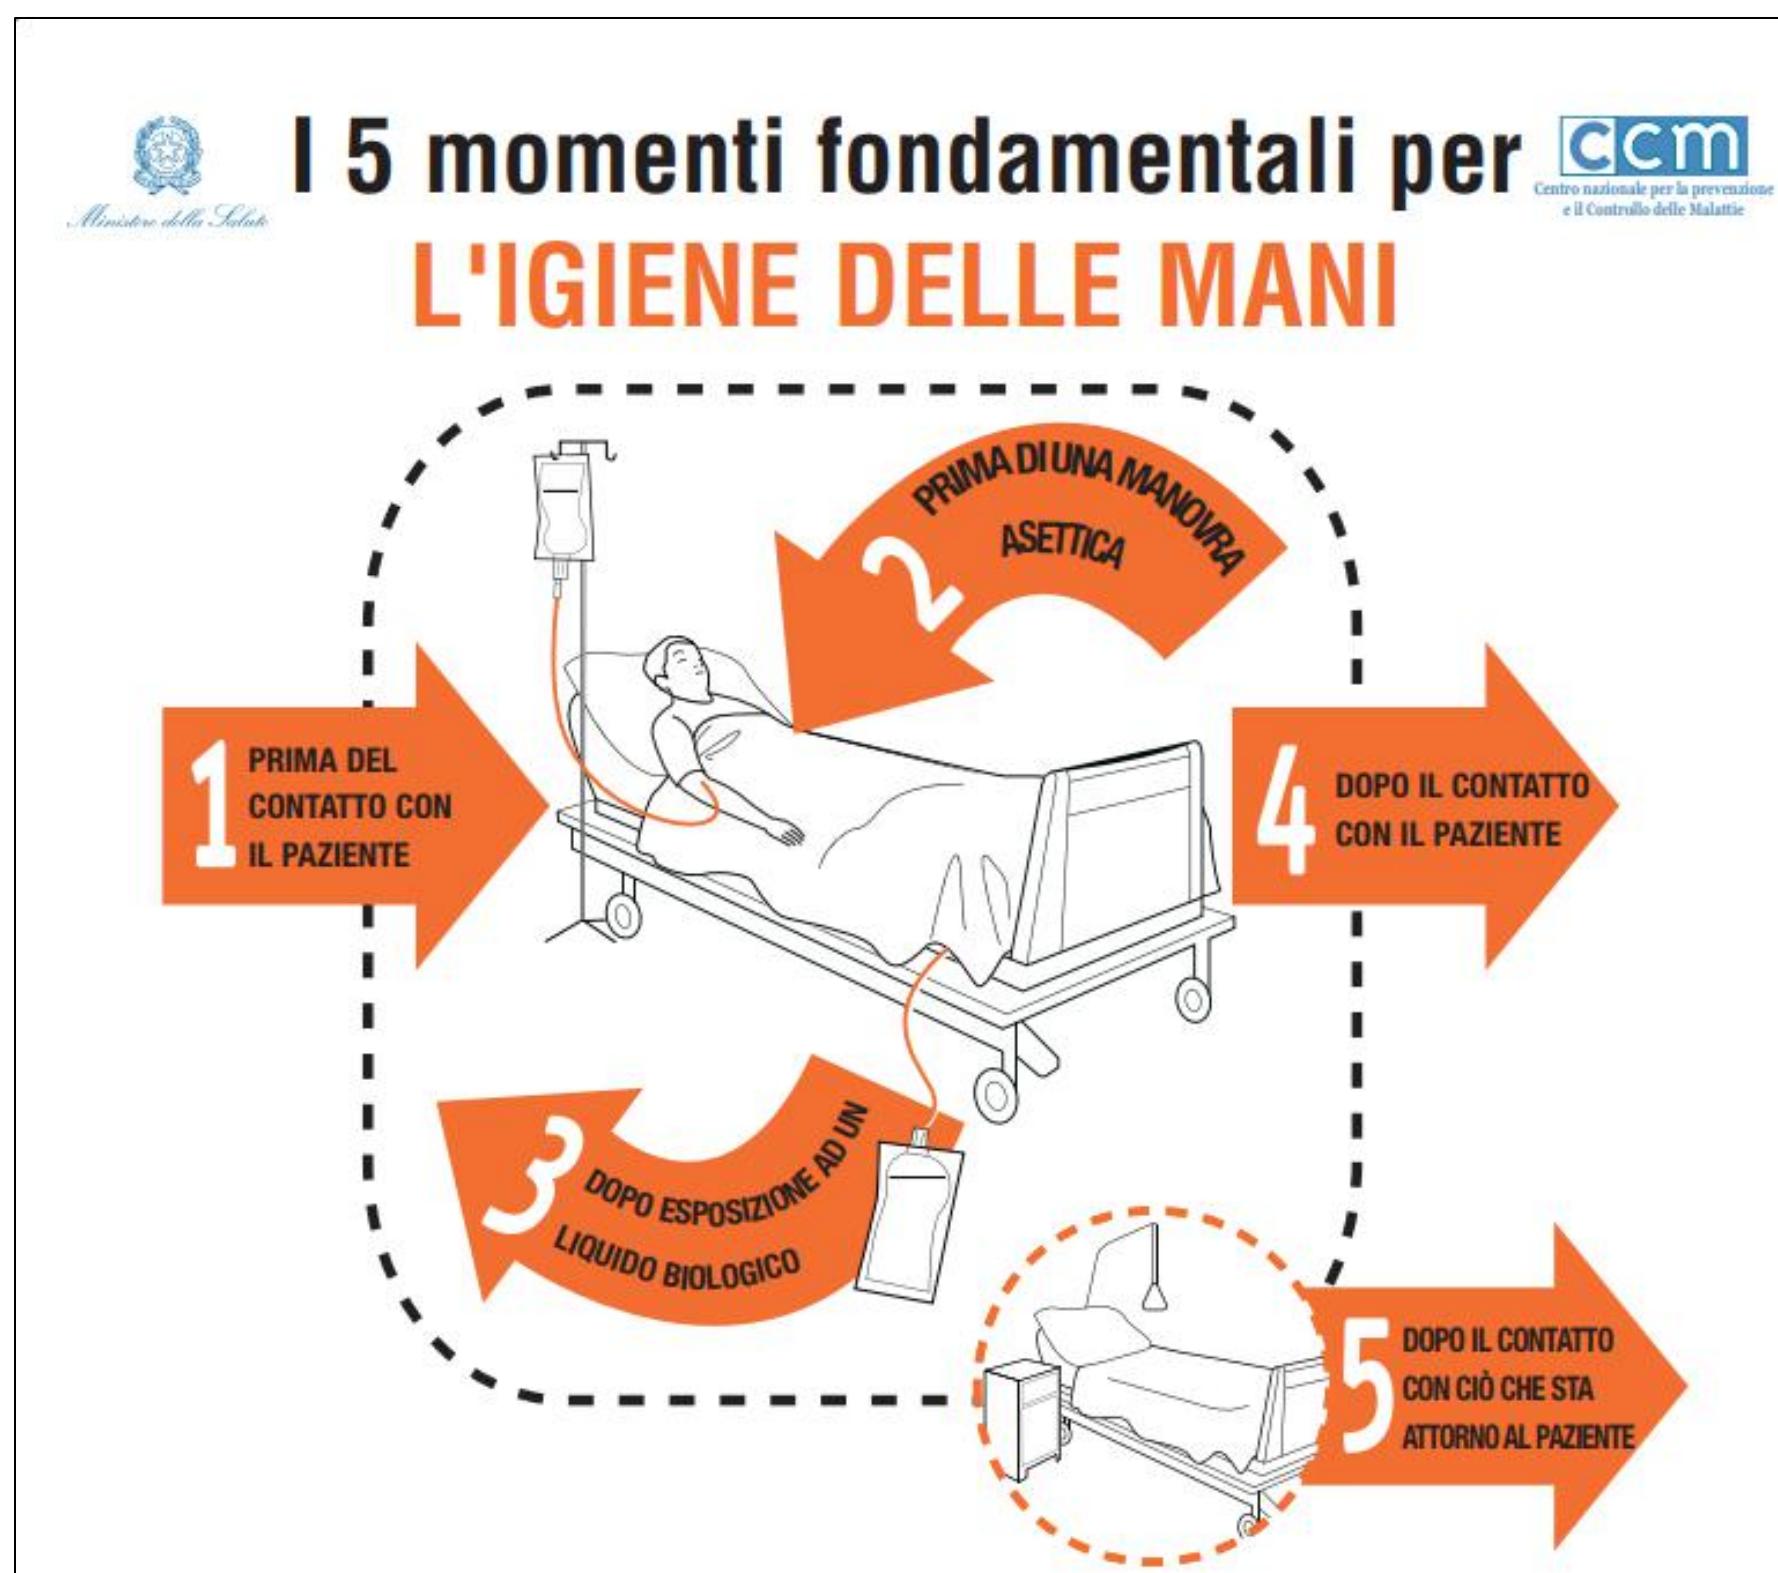 I 5 momenti fondamentali per
L'IGIENE DELLE MANI
Ministero della Salute
ccm
Centro nazionale per la prevenzione
e il Controllo delle Malattie
1
PRIMA DEL
CONTATTO CON
IL PAZIENTE
2
PRIMA DI UNA MANOVRA
ASETTICA
3
DOPO ESPOSIZIONE AD UN
LIQUIDO BIOLOGICO
4
DOPO IL CONTATTO
CON IL PAZIENTE
5
DOPO IL CONTATTO
CON CIÒ CHE STA
ATTORNO AL PAZIENTE